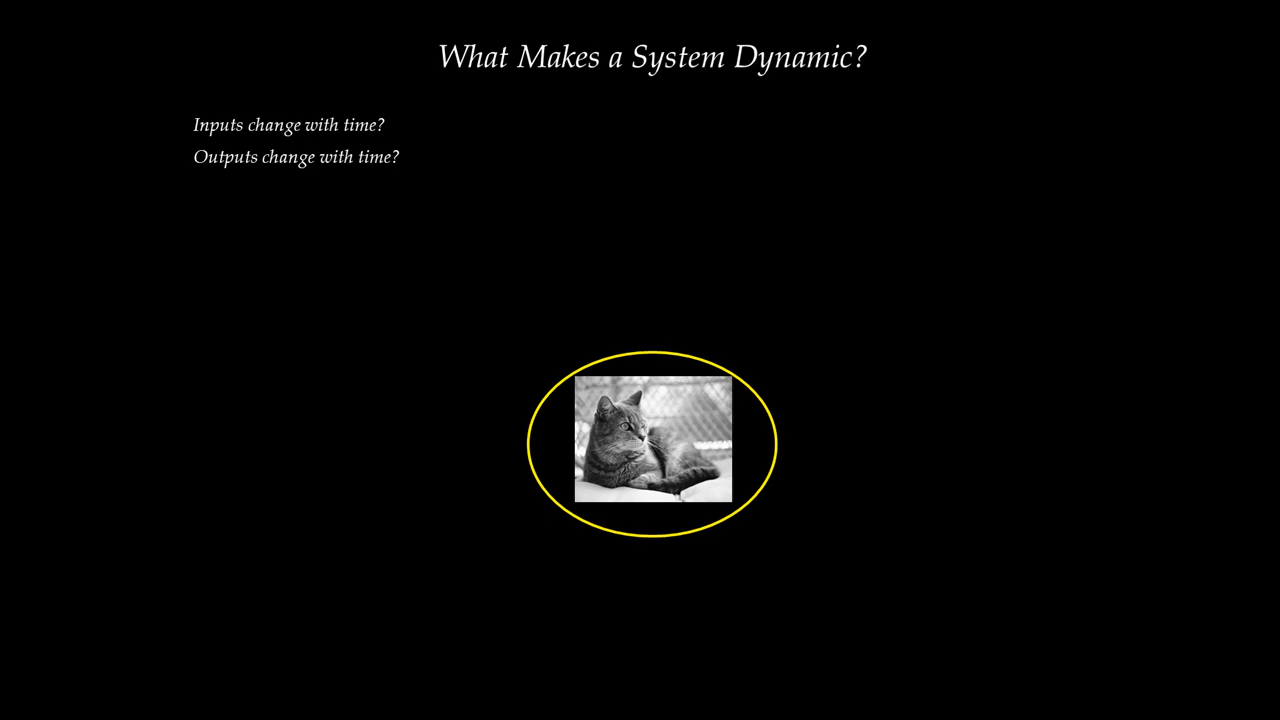 What Makes a System Dynamic?
Inputs change with time?
Outputs change with time?